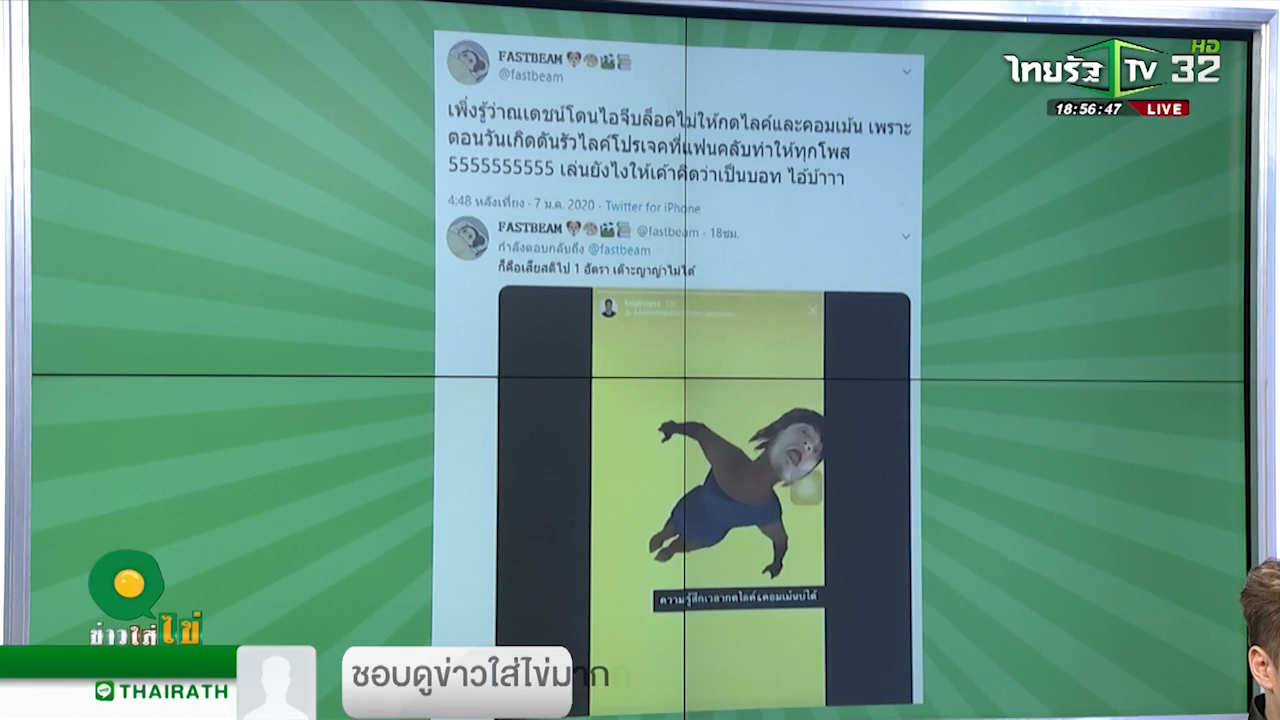 FASTBEAM
@fastbeam
เพิ่งรู้ว่าณเดชน์โดนไอจีบล็อคไม่ให้กดไลค์และคอมเม้น เพราะ
ตอนวันเกิดดันรัวไลค์โปรเจคที่แฟนคลับทำให้ทุกโพส
5555555555 เล่นยังไงให้เค้าคิดว่าเป็นบอท ไอ้บ้าาา
4:48 หลังเที่ยง · 7 ม.ค. 2020 · Twitter for iPhone
FASTBEAM @fastbeam · 18ชม.
กำลังตอบกลับถึง @fastbeam
ก็คือเสียสติไป 1 อัตรา เต๊าะญาญ่าไม่ได้
ความรู้สึกเวลากดไลค์&คอมเม้นบ่ได้
ไทยรัฐ TV 32 HD
18:56:47 LIVE
ข่าวใส่ไข่
THAIRATH
ชอบดูข่าวใส่ไข่มาก